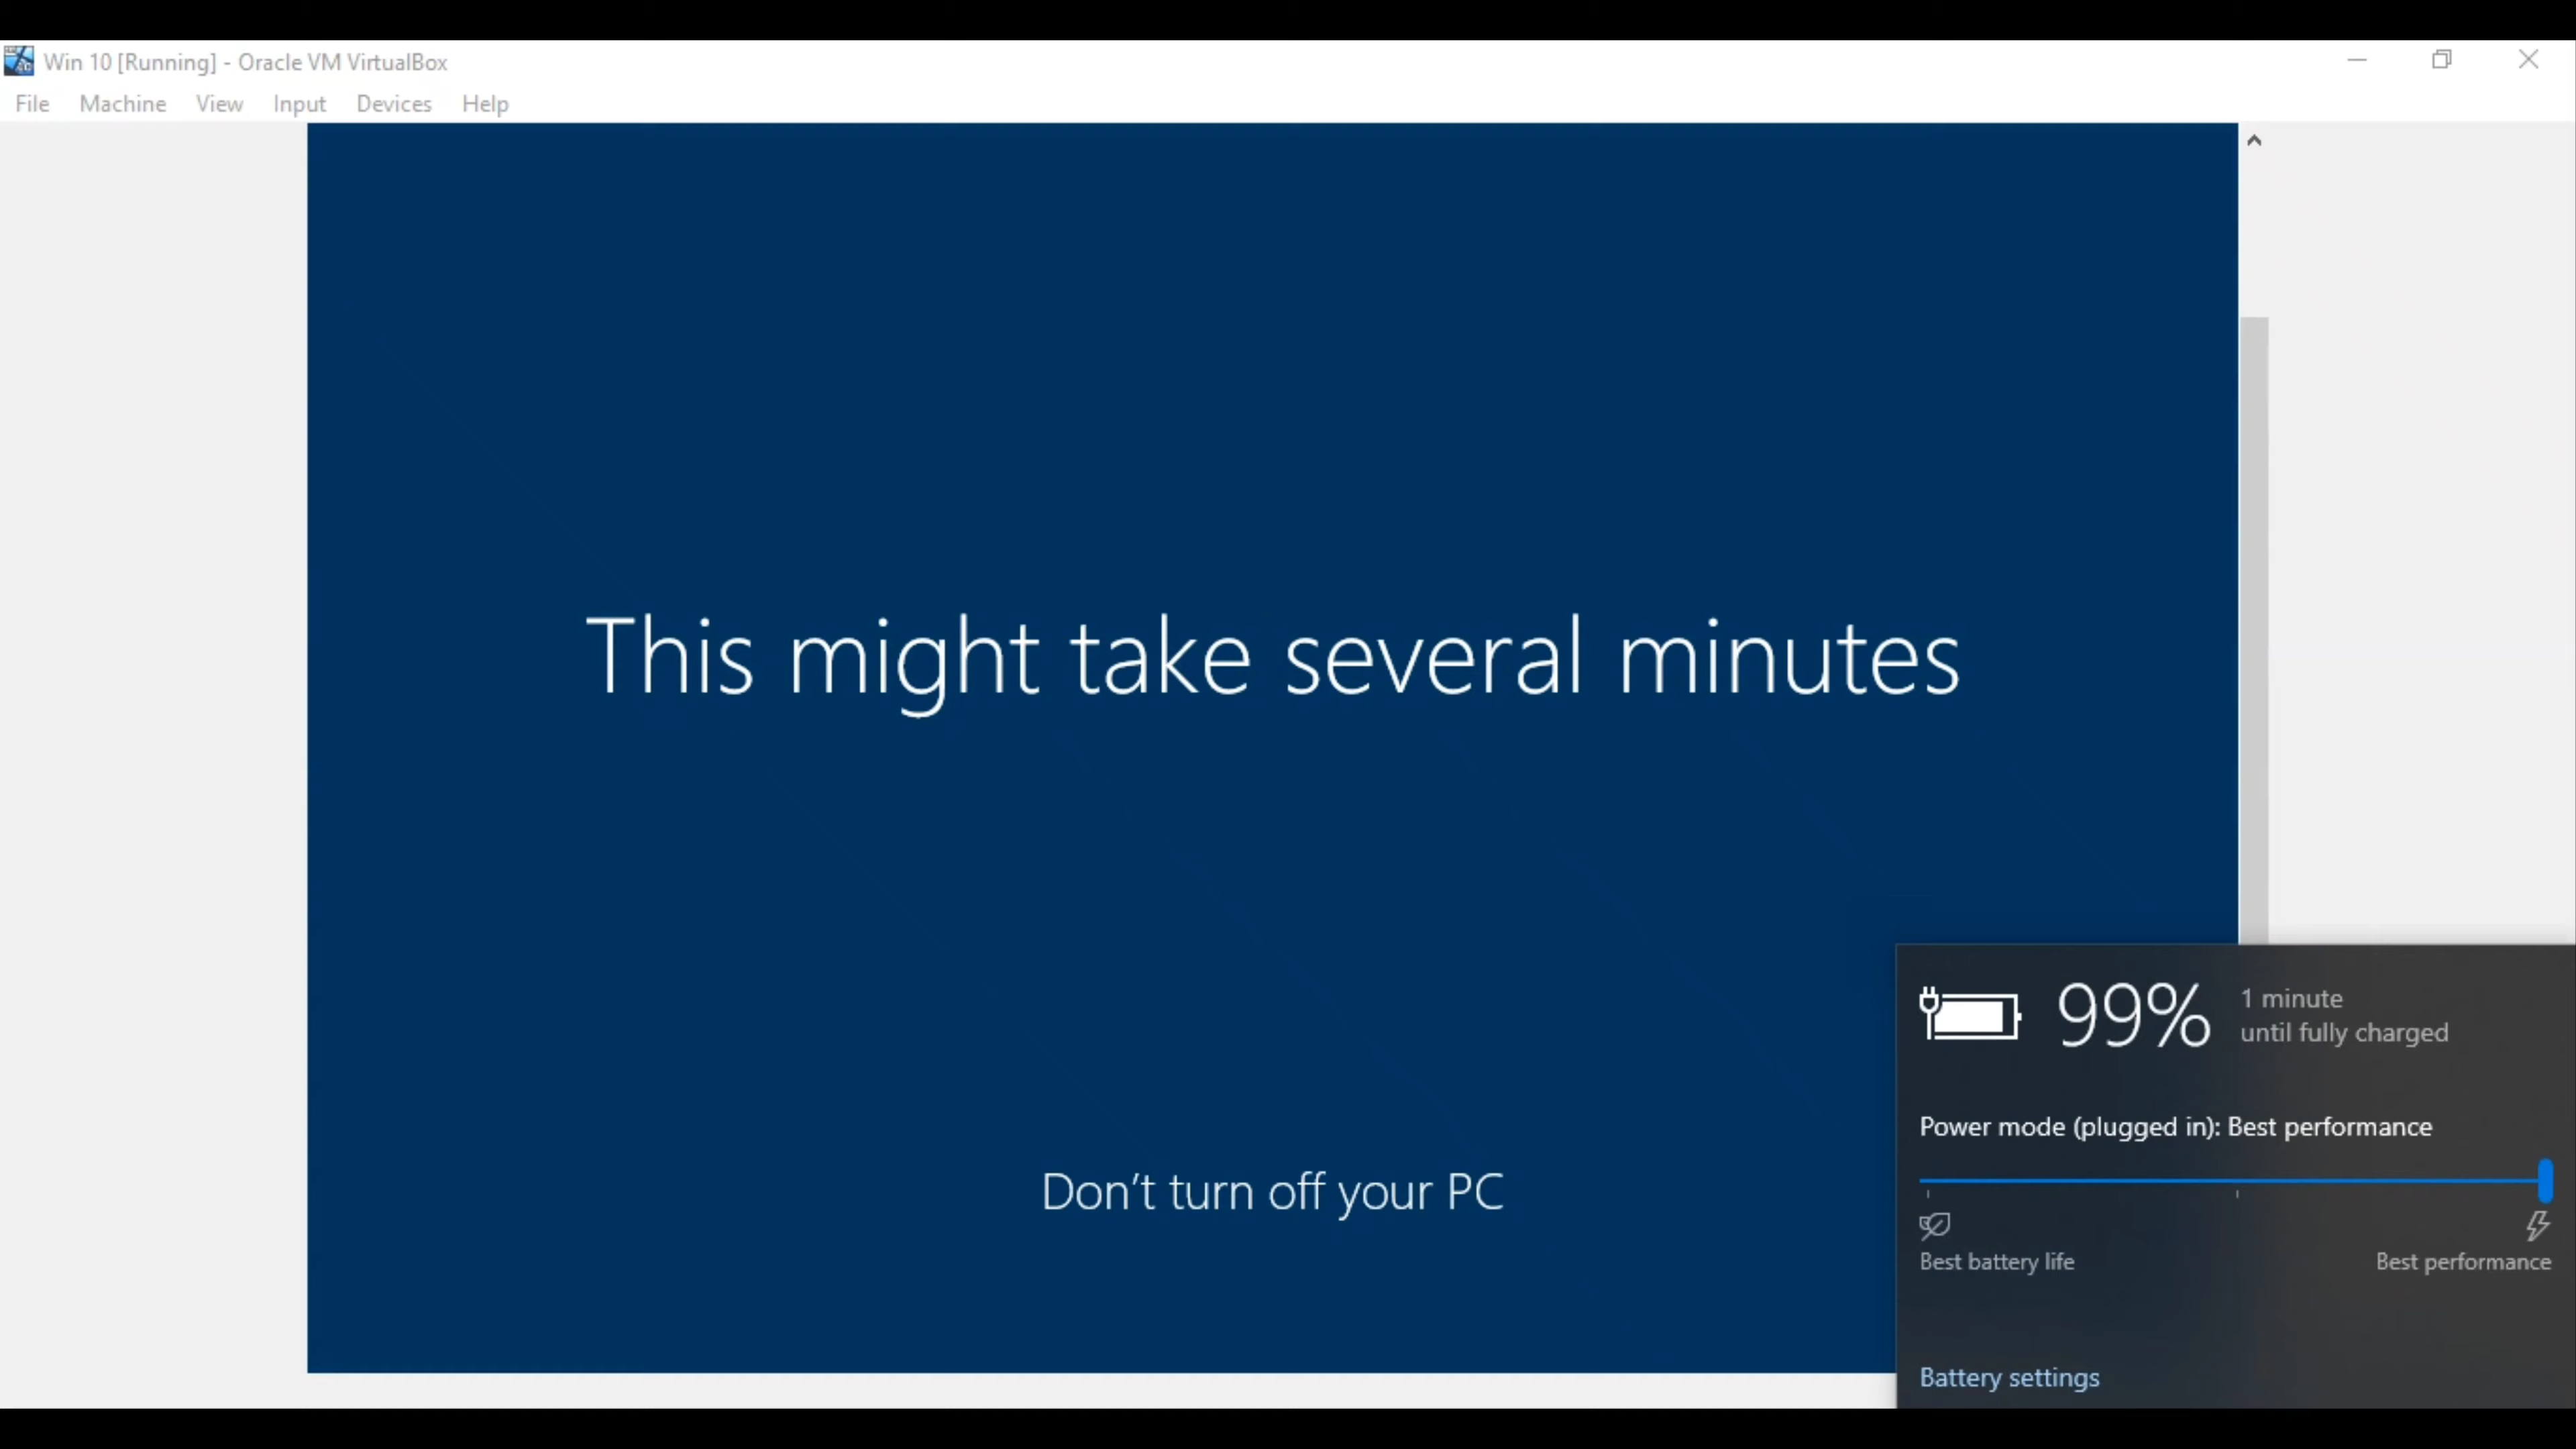 Win 10 [Running] - Oracle VM VirtualBox
File Machine View Input Devices Help
This might take several minutes
Don't turn off your PC
99%
1 minute
until fully charged
Power mode (plugged in): Best performance
Best battery life Best performance
Battery settings